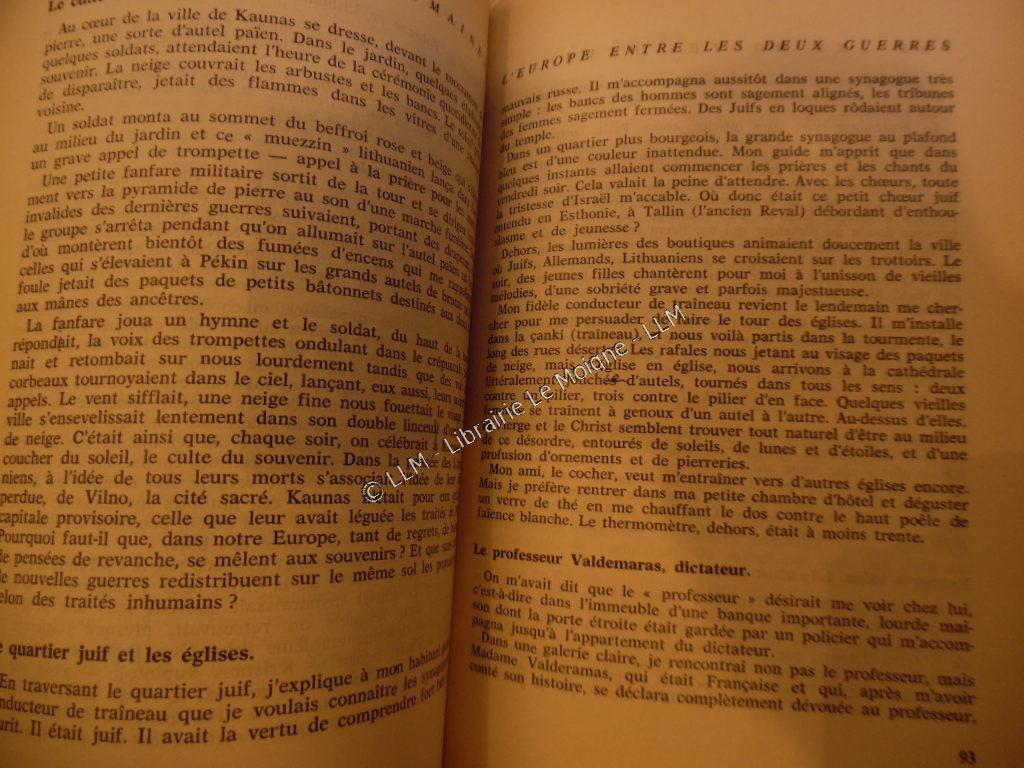 Au cœur de la ville de Kaunas se dresse, devant le
pierre, une sorte d'autel païen. Dans le jardin, quelques
quelques soldats, attendaient l'heure de la cérémonie
souvenir. La neige couvrait les arbustes et les bancs. Le soleil
de disparaître, jetait des flammes dans les vitres d'une
voisine.
Un soldat monta au sommet du beffroi rose et beige qui
au milieu du jardin et ce « muezzin » lithuanien lança
un grave appel de trompette — appel à la prière pour les
Une petite fanfare militaire sortit de la tour et se dirigea
ment vers la pyramide de pierre au son d'une marche funèbre
invalides des dernières guerres suivaient, portant des drapeaux
le groupe s'arrêta pendant qu'on allumait sur l'autel païen
d'où montèrent bientôt des fumées d'encens qui me
celles qui s'élevaient à Pékin sur les grands autels de bronze
foule jetait des paquets de petits bâtonnets destinés aux
aux mânes des ancêtres.
La fanfare joua un hymne et le soldat, du haut de la
répondait, la voix des trompettes ondulant dans le crépuscule
nait et retombait sur nous lourdement tandis que des
corbeaux tournoyaient dans le ciel, lançant, eux aussi, leurs
appels. Le vent sifflait, une neige fine nous fouettait le visage
ville s'ensevelissait lentement dans son double linceul
de neige. C'était ainsi que, chaque soir, on célébrait
coucher du soleil, le culte du souvenir. Dans la
niens, à l'idée de tous leurs morts l'idée de leur
perdue, de Vilno, la cité sacré. Kaunas n'était pour eux
capitale provisoire, celle que leur avait léguée les traités de
Pourquoi faut-il que, dans notre Europe, tant de regrets, de
de pensées de revanche, se mêlent aux souvenirs ? Et que
de nouvelles guerres redistribuent sur le même sol les
elon des traités inhumains ?
e quartier juif et les églises.
En traversant le quartier juif, j'explique à mon habituel
nducteur de traîneau que je voulais connaître les
urit. Il était juif. Il avait la vertu de comprendre fort
L'EUROPE ENTRE LES DEUX GUERRES
mauvais russe. Il m'accompagna aussitôt dans une synagogue très
simple : les bancs des hommes sont sagement alignés, les tribunes
des femmes sagement fermées. Des Juifs en loques rôdaient autour
du temple.
Dans un quartier plus bourgeois, la grande synagogue au plafond
bleu est d'une couleur inattendue. Mon guide m'apprit que dans
quelques instants allaient commencer les prières et les chants du
vendredi soir. Cela valait la peine d'attendre. Avec les chœurs, toute
la tristesse d'Israël m'accable. Où donc était ce petit chœur juif
entendu en Esthonie, à Tallin (l'ancien Reval) débordant d'enthou-
siasme et de jeunesse ?
Dehors, les lumières des boutiques animaient doucement la ville
où Juifs, Allemands, Lithuaniens se croisaient sur les trottoirs. Le
soir, des jeunes filles chantèrent pour moi à l'unisson de vieilles
mélodies, d'une sobriété grave et parfois majestueuse.
Mon fidèle conducteur de traîneau revient le lendemain me cher-
cher pour me persuader de faire le tour des églises. Il m'installe
dans la çanki (traîneau) et nous voilà partis dans la tourmente, le
long des rues désertes. Les rafales nous jetant au visage des paquets
de neige, mais d'église en église, nous arrivons à la cathédrale
littéralement d'autels, tournés dans tous les sens : deux
contre un pilier, trois contre le pilier d'en face. Quelques vieilles
se traînent à genoux d'un autel à l'autre. Au-dessus d'elles,
Vierge et le Christ semblent trouver tout naturel d'être au milieu
de ce désordre, entourés de soleils, de lunes et d'étoiles, et d'une
profusion d'ornements et de pierreries.
Mon ami, le cocher, veut m'entraîner vers d'autres églises encore.
Mais je préfère rentrer dans ma petite chambre d'hôtel et déguster
un verre de thé en me chauffant le dos contre le haut poêle de
faïence blanche. Le thermomètre, dehors, était à moins trente.
Le professeur Valdemaras, dictateur.
On m'avait dit que le « professeur » désirait me voir chez lui,
c'est-à-dire dans l'immeuble d'une banque importante, lourde mai-
son dont la porte étroite était gardée par un policier qui m'accom-
pagna jusqu'à l'appartement du dictateur.
Dans une galerie claire, je rencontrai non pas le professeur, mais
Madame Valderamas, qui était Française et qui, après m'avoir
conté son histoire, se déclara complètement dévouée au professeur.
93
© LLM - Librairie Le Moigne - LLM